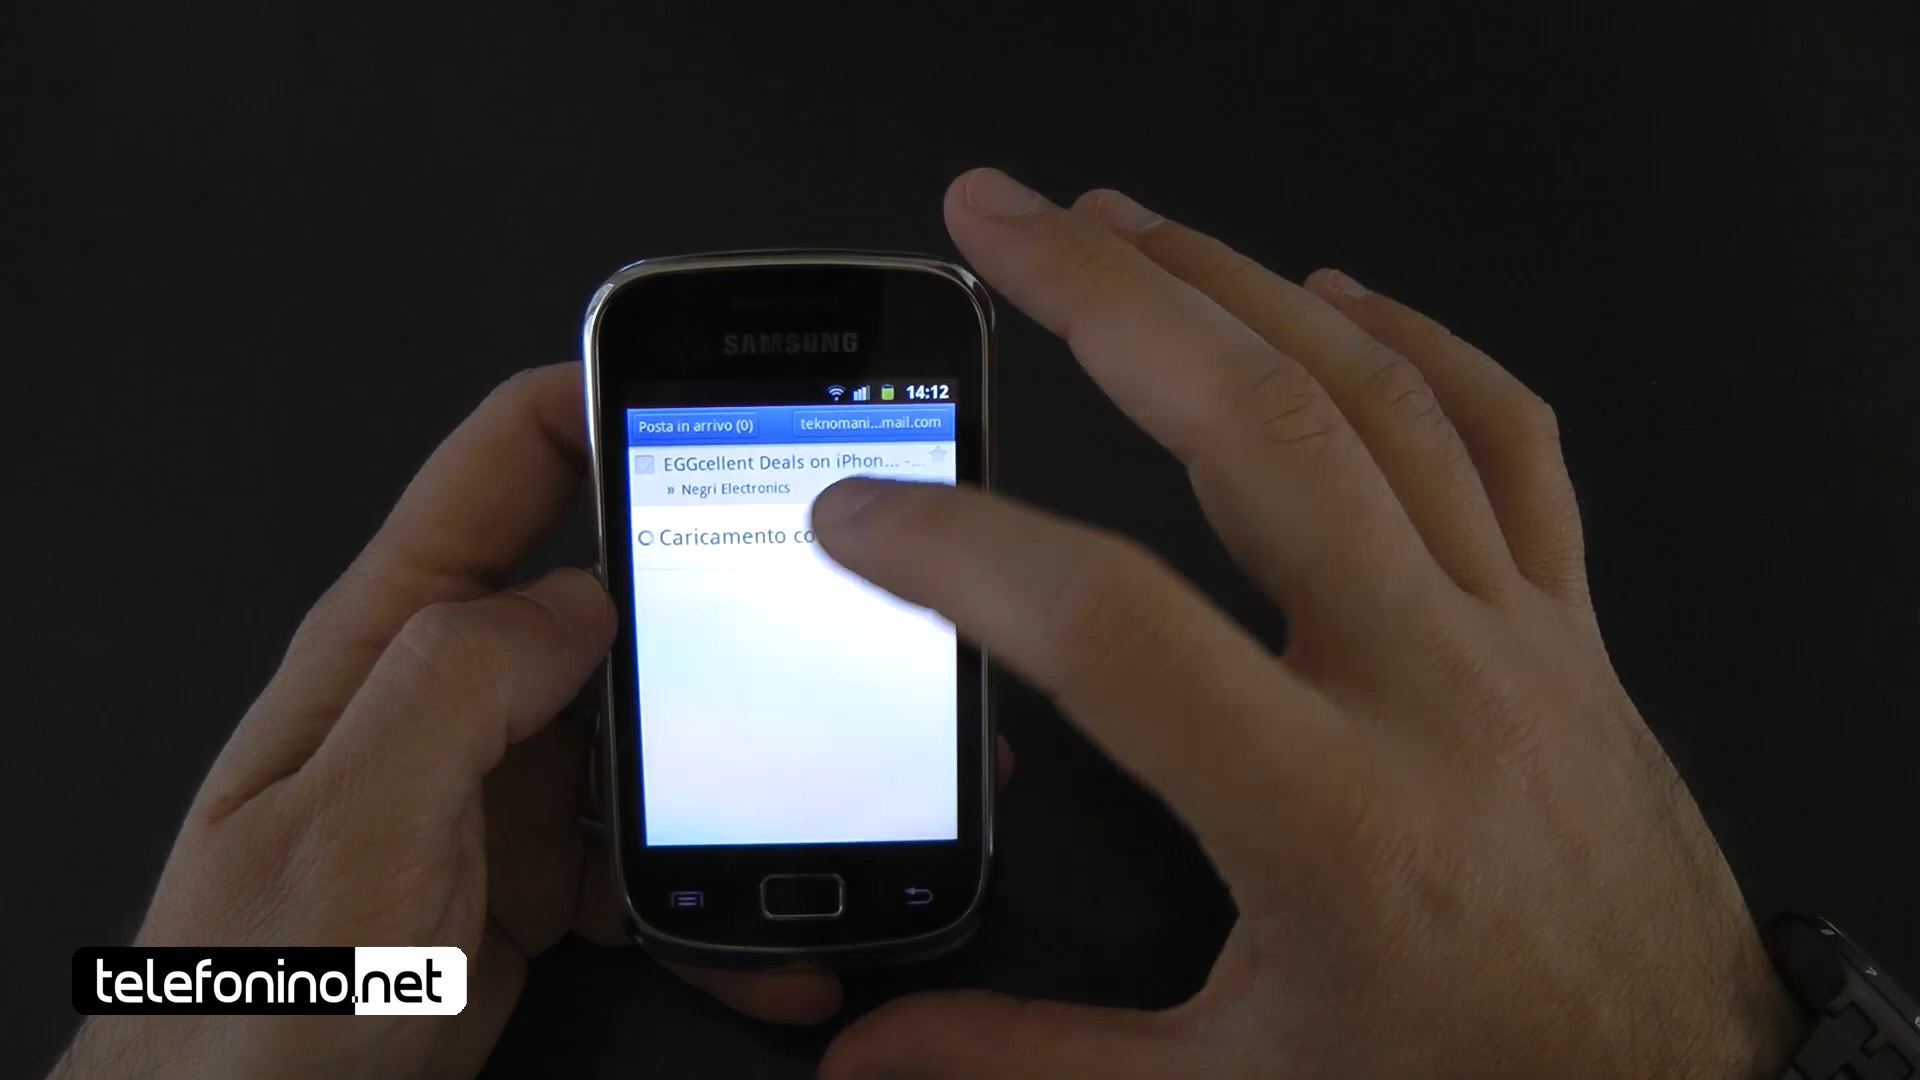 SAMSUNG
14:12
Posta in arrivo (0) teknomani...mail.com
EGGcellent Deals on iPhon... -...
» Negri Electronics
Caricamento
telefonino.net